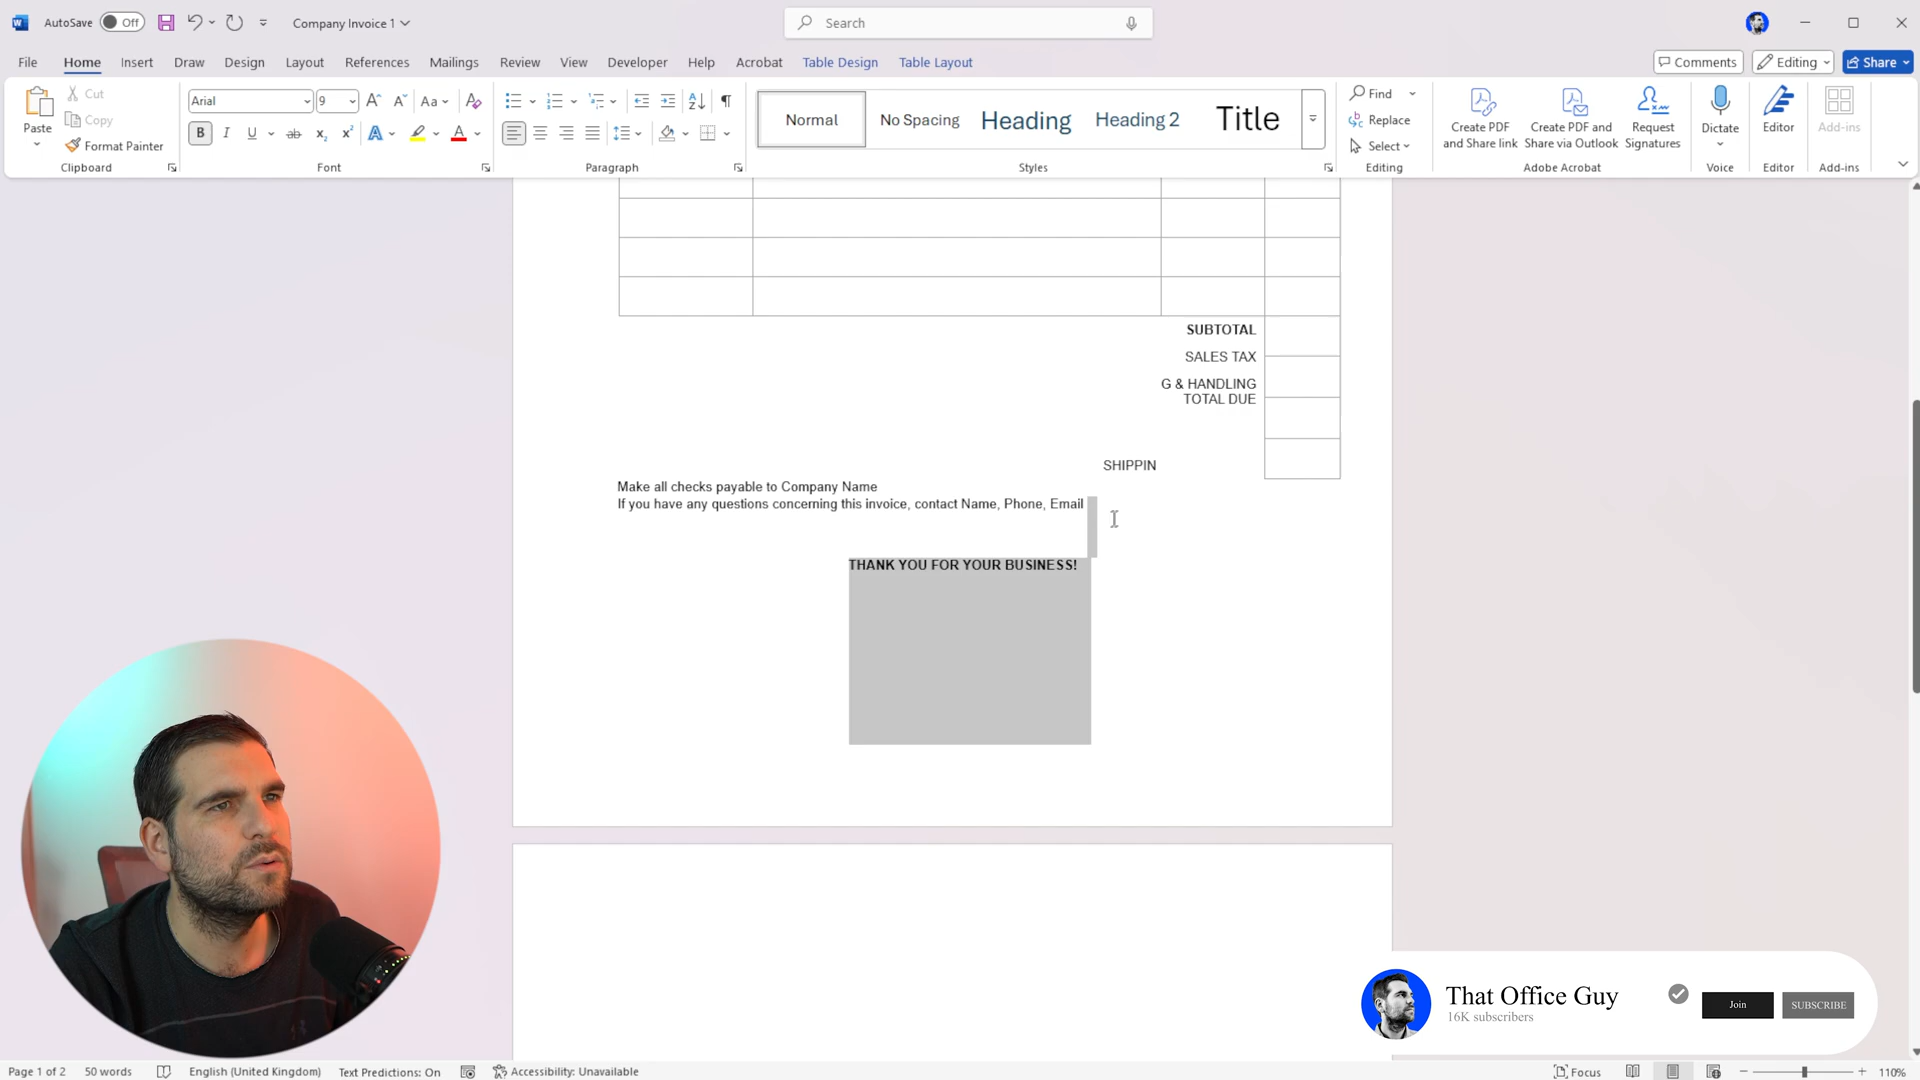 AutoSave Off Company Invoice 1 Search
File Home Insert Draw Design Layout References Mailings Review View Developer Help Acrobat Table Design Table Layout Comments Editing Share
Paste Cut Copy Format Painter
Clipboard
Arial 9 Aa
B I U ab x₂ x² A A
Font
Paragraph
Normal No Spacing Heading Heading 2 Title
Styles
Find Replace Select
Editing
Create PDF and Share link
Create PDF and Share via Outlook
Request Signatures
Adobe Acrobat
Dictate
Voice
Editor
Editor
Add-ins
Add-ins
SUBTOTAL
SALES TAX
G & HANDLING
TOTAL DUE
SHIPPIN
Make all checks payable to Company Name
If you have any questions concerning this invoice, contact Name, Phone, Email
THANK YOU FOR YOUR BUSINESS!
That Office Guy
16K subscribers
Join SUBSCRIBE
Page 1 of 2 50 words English (United Kingdom) Text Predictions: On Accessibility: Unavailable Focus 110%